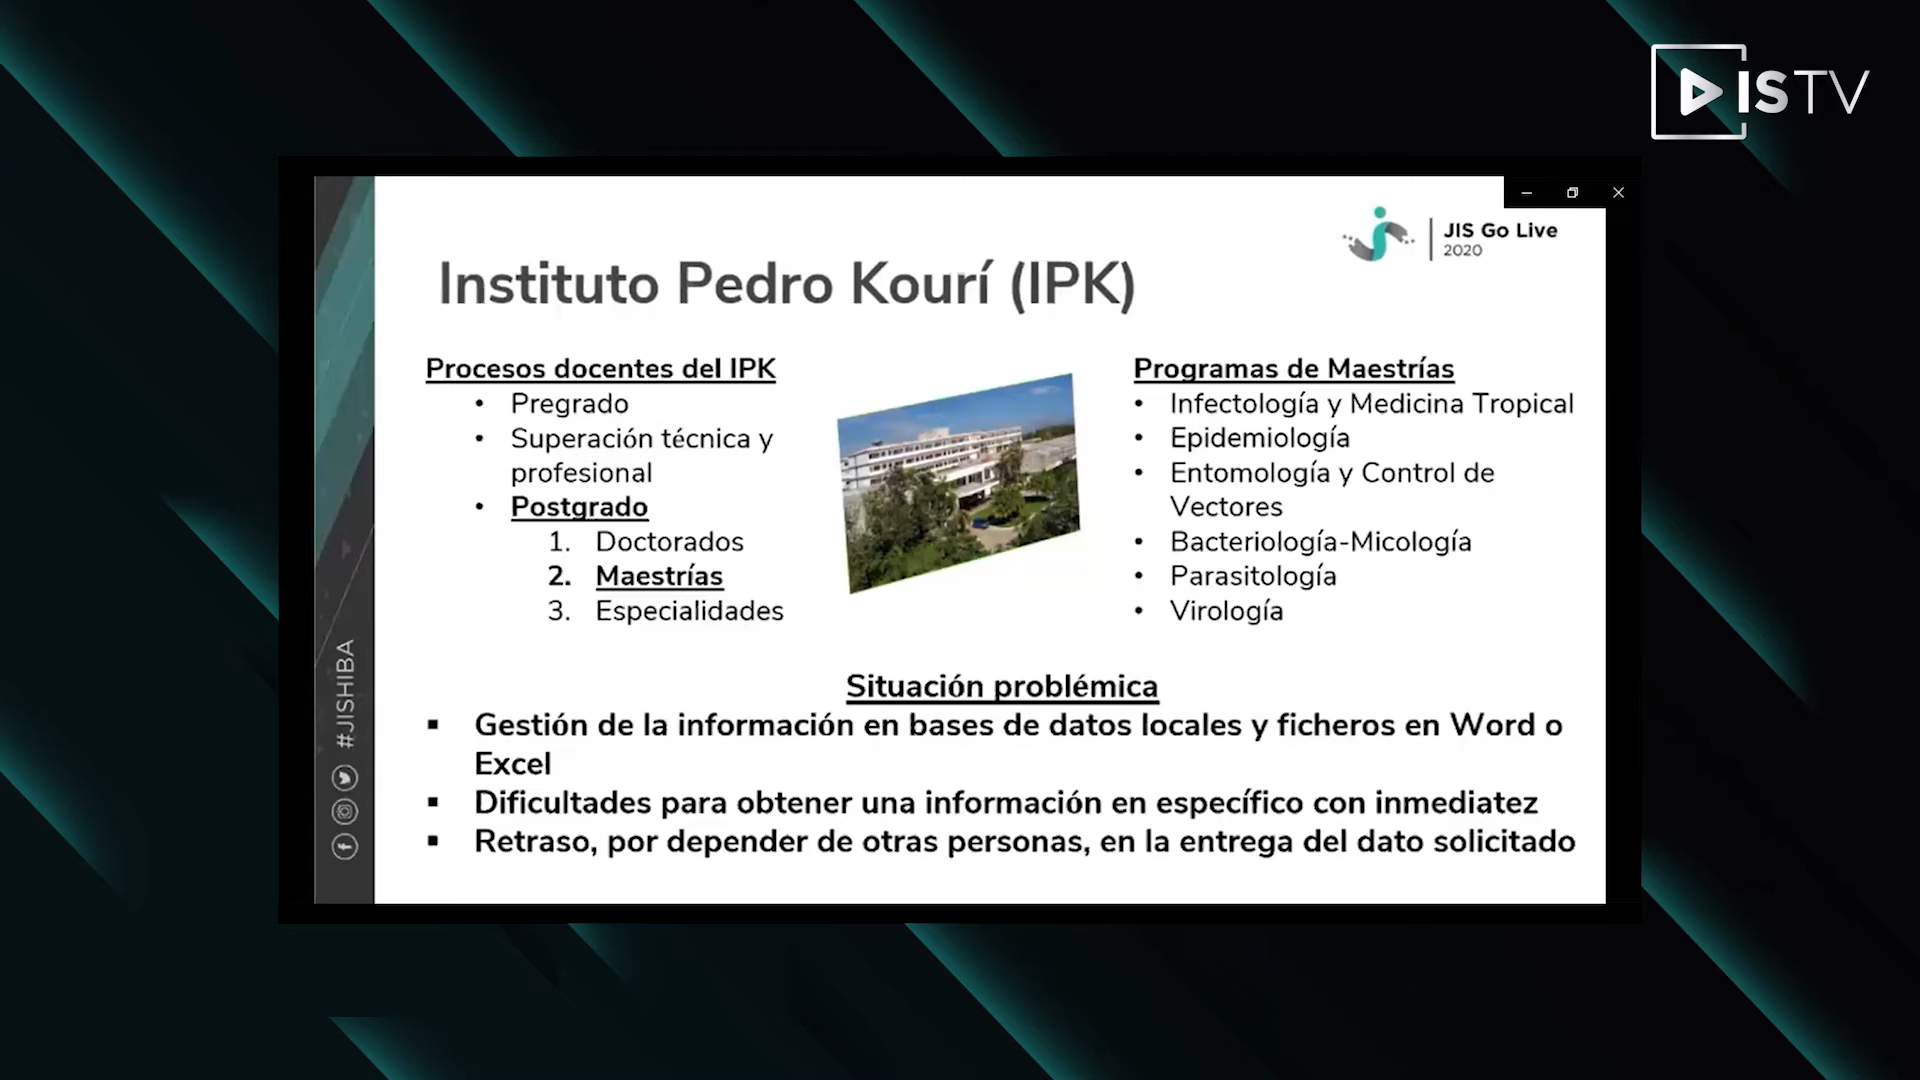 ISTV
JIS Go Live
2020
Instituto Pedro Kourí (IPK)
Procesos docentes del IPK
• Pregrado
• Superación técnica y
profesional
• Postgrado
1. Doctorados
2. Maestrías
3. Especialidades
Programas de Maestrías
• Infectología y Medicina Tropical
• Epidemiología
• Entomología y Control de
Vectores
• Bacteriología-Micología
• Parasitología
• Virología
Situación problémica
▪ Gestión de la información en bases de datos locales y ficheros en Word o
Excel
▪ Dificultades para obtener una información en específico con inmediatez
▪ Retraso, por depender de otras personas, en la entrega del dato solicitado
#JISHIBA